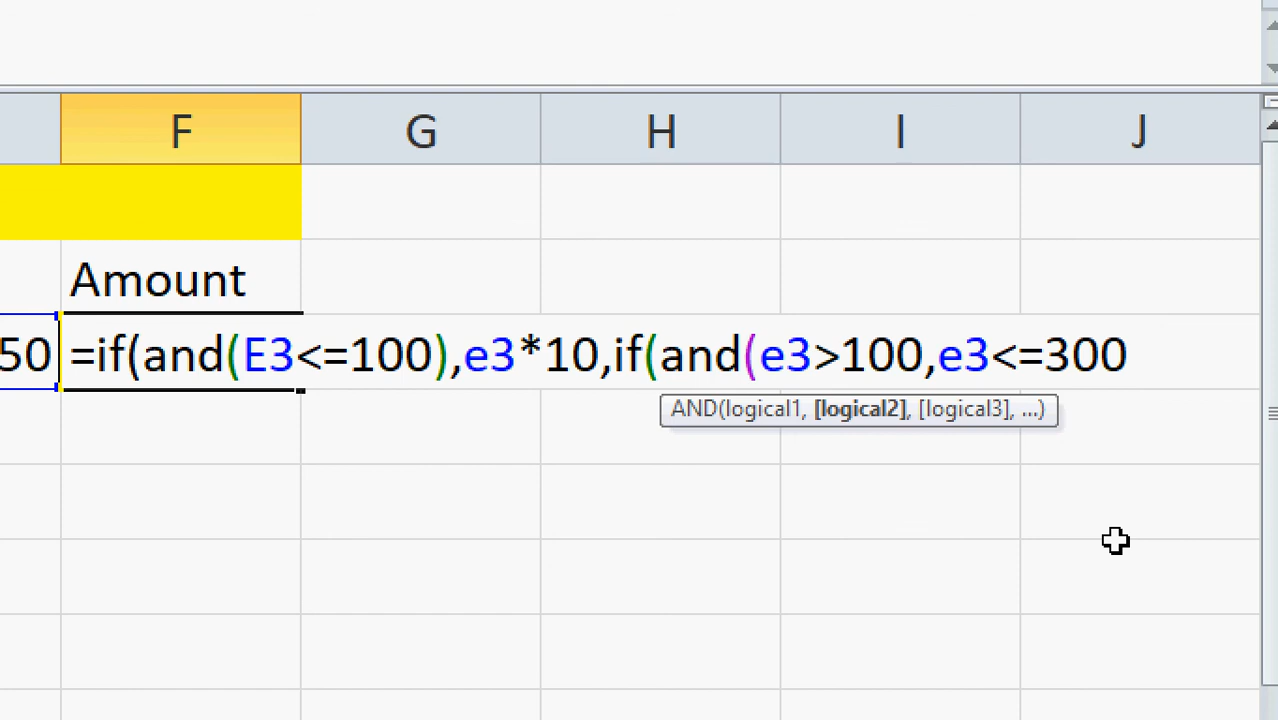 F G H I J
Amount
50 =if(and(E3<=100),e3*10,if(and(e3>100,e3<=300
AND(logical1, [logical2], [logical3], ...)